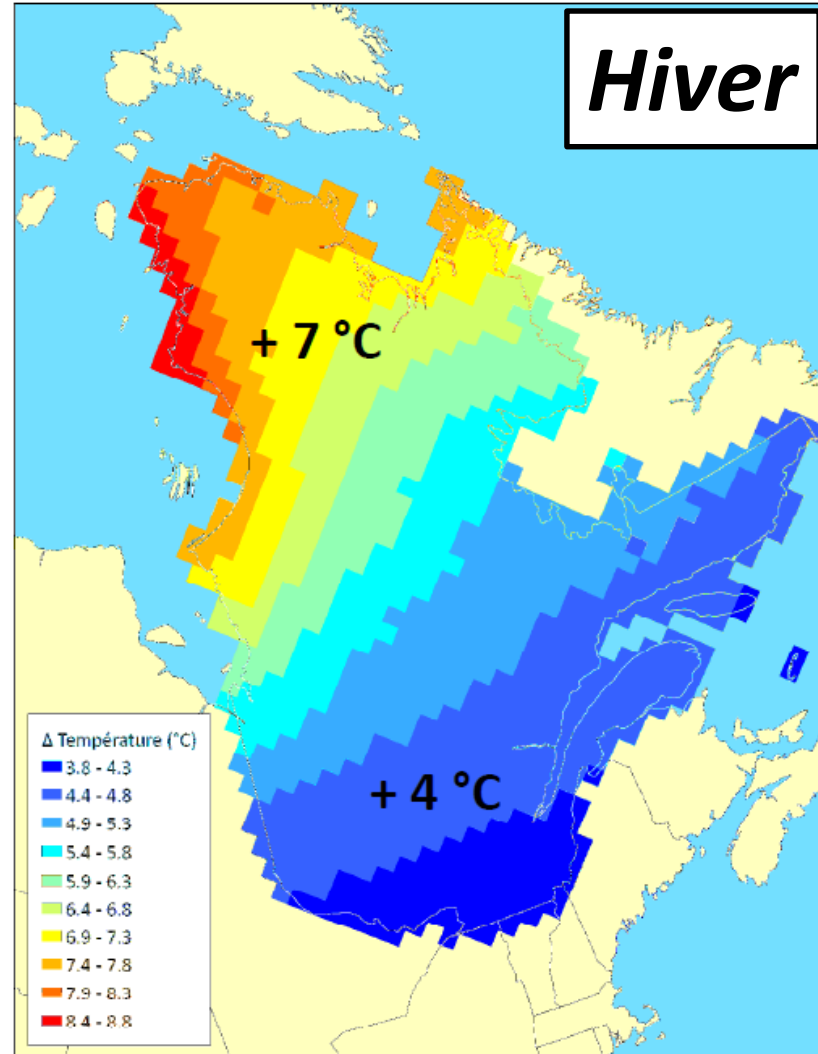 Hiver
+ 7 °C
+ 4 °C
Δ Température (°C)
3.8 - 4.3
4.4 - 4.8
4.9 - 5.3
5.4 - 5.8
5.9 - 6.3
6.4 - 6.8
6.9 - 7.3
7.4 - 7.8
7.9 - 8.3
8.4 - 8.8